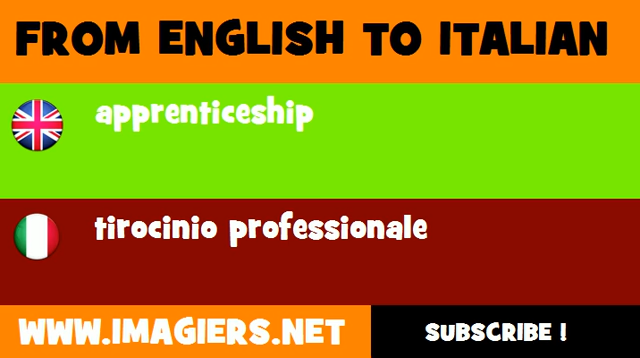 FROM ENGLISH TO ITALIAN
apprenticeship
tirocinio professionale
WWW.IMAGIERS.NET
SUBSCRIBE !